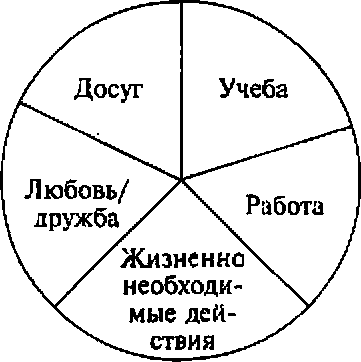 Досуг
Учеба
Любовь/
дружба
Работа
Жизненно
необходи-
мые дей-
ствия